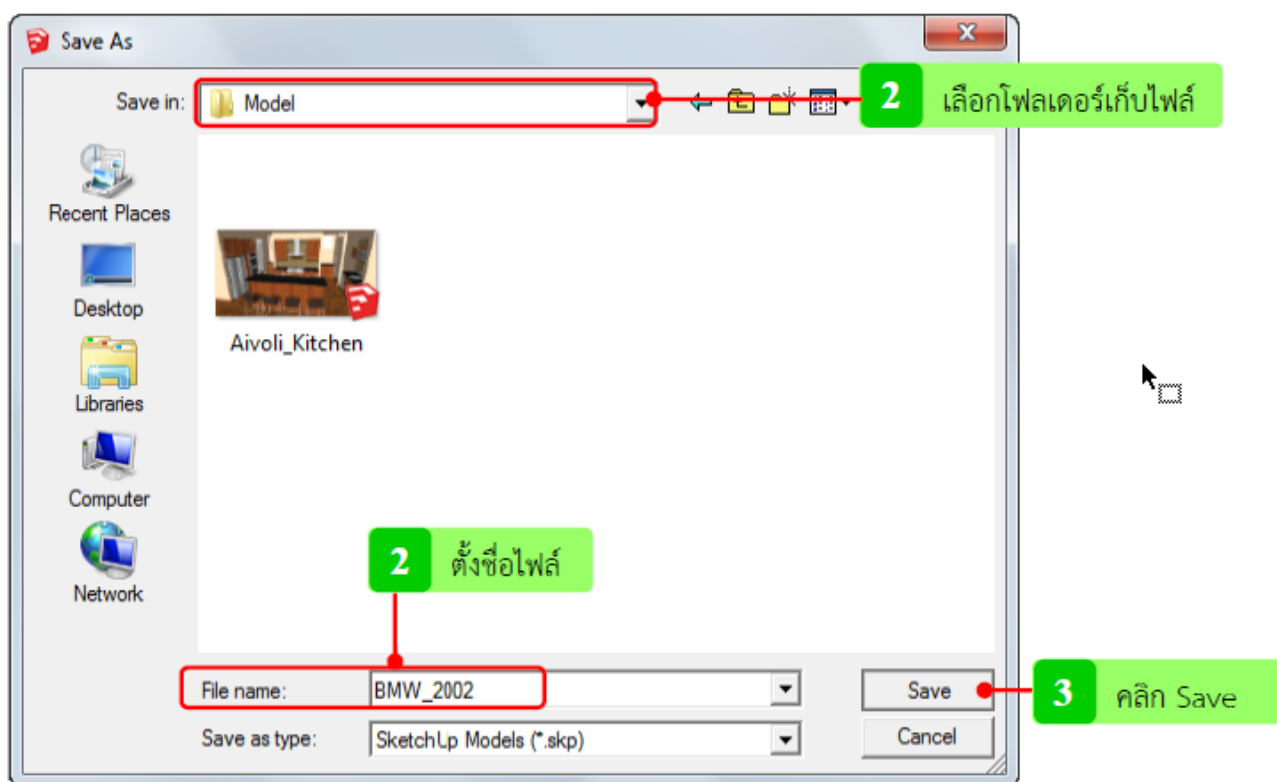 Save As
Save in:
Model
2 เลือกโฟลเดอร์เก็บไฟล์
Recent Places
Desktop
Libraries
Computer
Network
Aivoli_Kitchen
2 ตั้งชื่อไฟล์
File name: BMW_2002
Save
3 คลิก Save
Save as type: SketchUp Models (*.skp)
Cancel